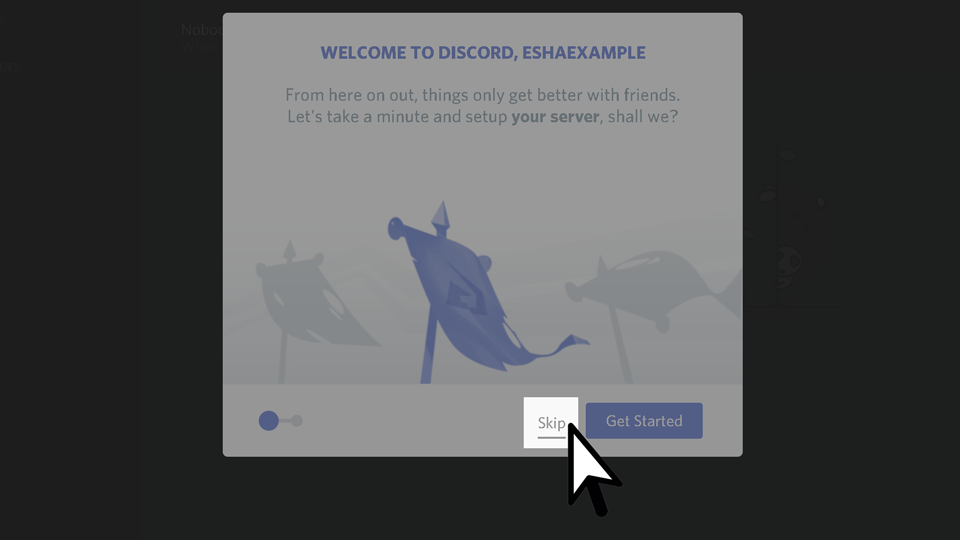 WELCOME TO DISCORD, ESHAEXAMPLE
From here on out, things only get better with friends.
Let's take a minute and setup your server, shall we?
Skip
Get Started